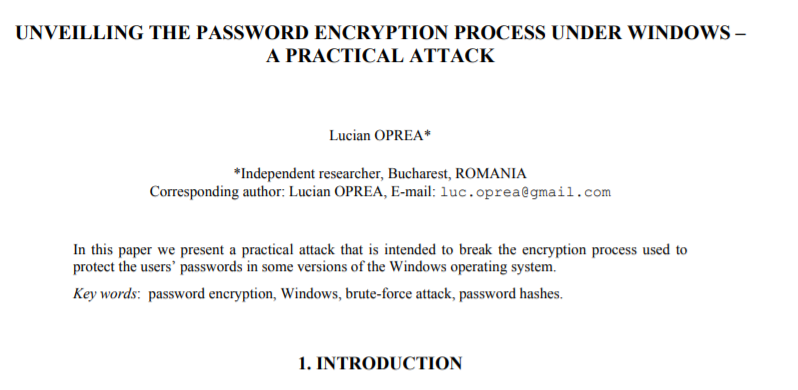 UNVEILLING THE PASSWORD ENCRYPTION PROCESS UNDER WINDOWS –
A PRACTICAL ATTACK
Lucian OPREA*
*Independent researcher, Bucharest, ROMANIA
Corresponding author: Lucian OPREA, E-mail: luc.oprea@gmail.com
In this paper we present a practical attack that is intended to break the encryption process used to
protect the users’ passwords in some versions of the Windows operating system.
Key words: password encryption, Windows, brute-force attack, password hashes.
1. INTRODUCTION